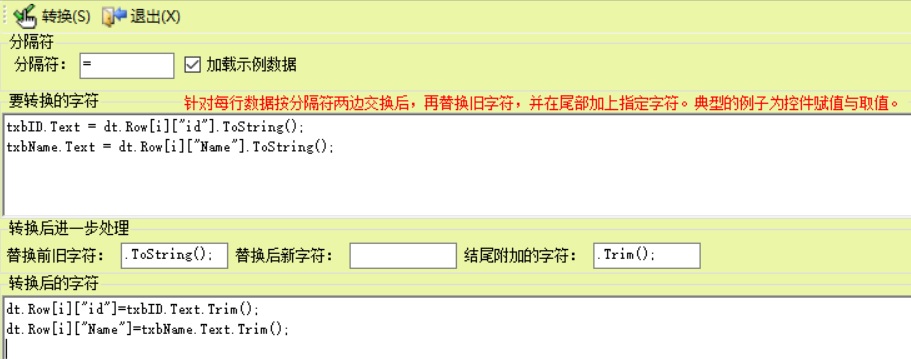 转换(S) 退出(X)
分隔符
分隔符： = 加载示例数据
要转换的字符 针对每行数据按分隔符两边交换后，再替换旧字符，并在尾部加上指定字符。典型的例子为控件赋值与取值。
txbID.Text = dt.Row[i]["id"].ToString();
txbName.Text = dt.Row[i]["Name"].ToString();
转换后进一步处理
替换前旧字符： .ToString(); 替换后新字符： 结尾附加的字符： .Trim();
转换后的字符
dt.Row[i]["id"]=txbID.Text.Trim();
dt.Row[i]["Name"]=txbName.Text.Trim();